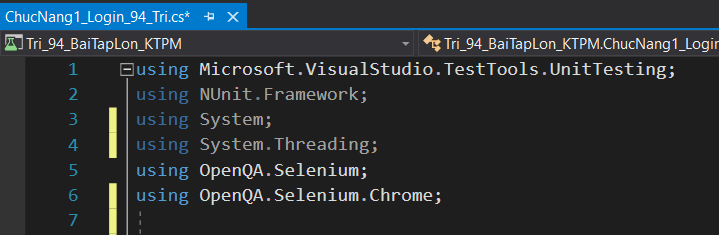 ChucNang1_Login_94_Tri.cs*
Tri_94_BaiTapLon_KTPM
Tri_94_BaiTapLon_KTPM.ChucNang1_Login
1 using Microsoft.VisualStudio.TestTools.UnitTesting;
2 using NUnit.Framework;
3 using System;
4 using System.Threading;
5 using OpenQA.Selenium;
6 using OpenQA.Selenium.Chrome;
7